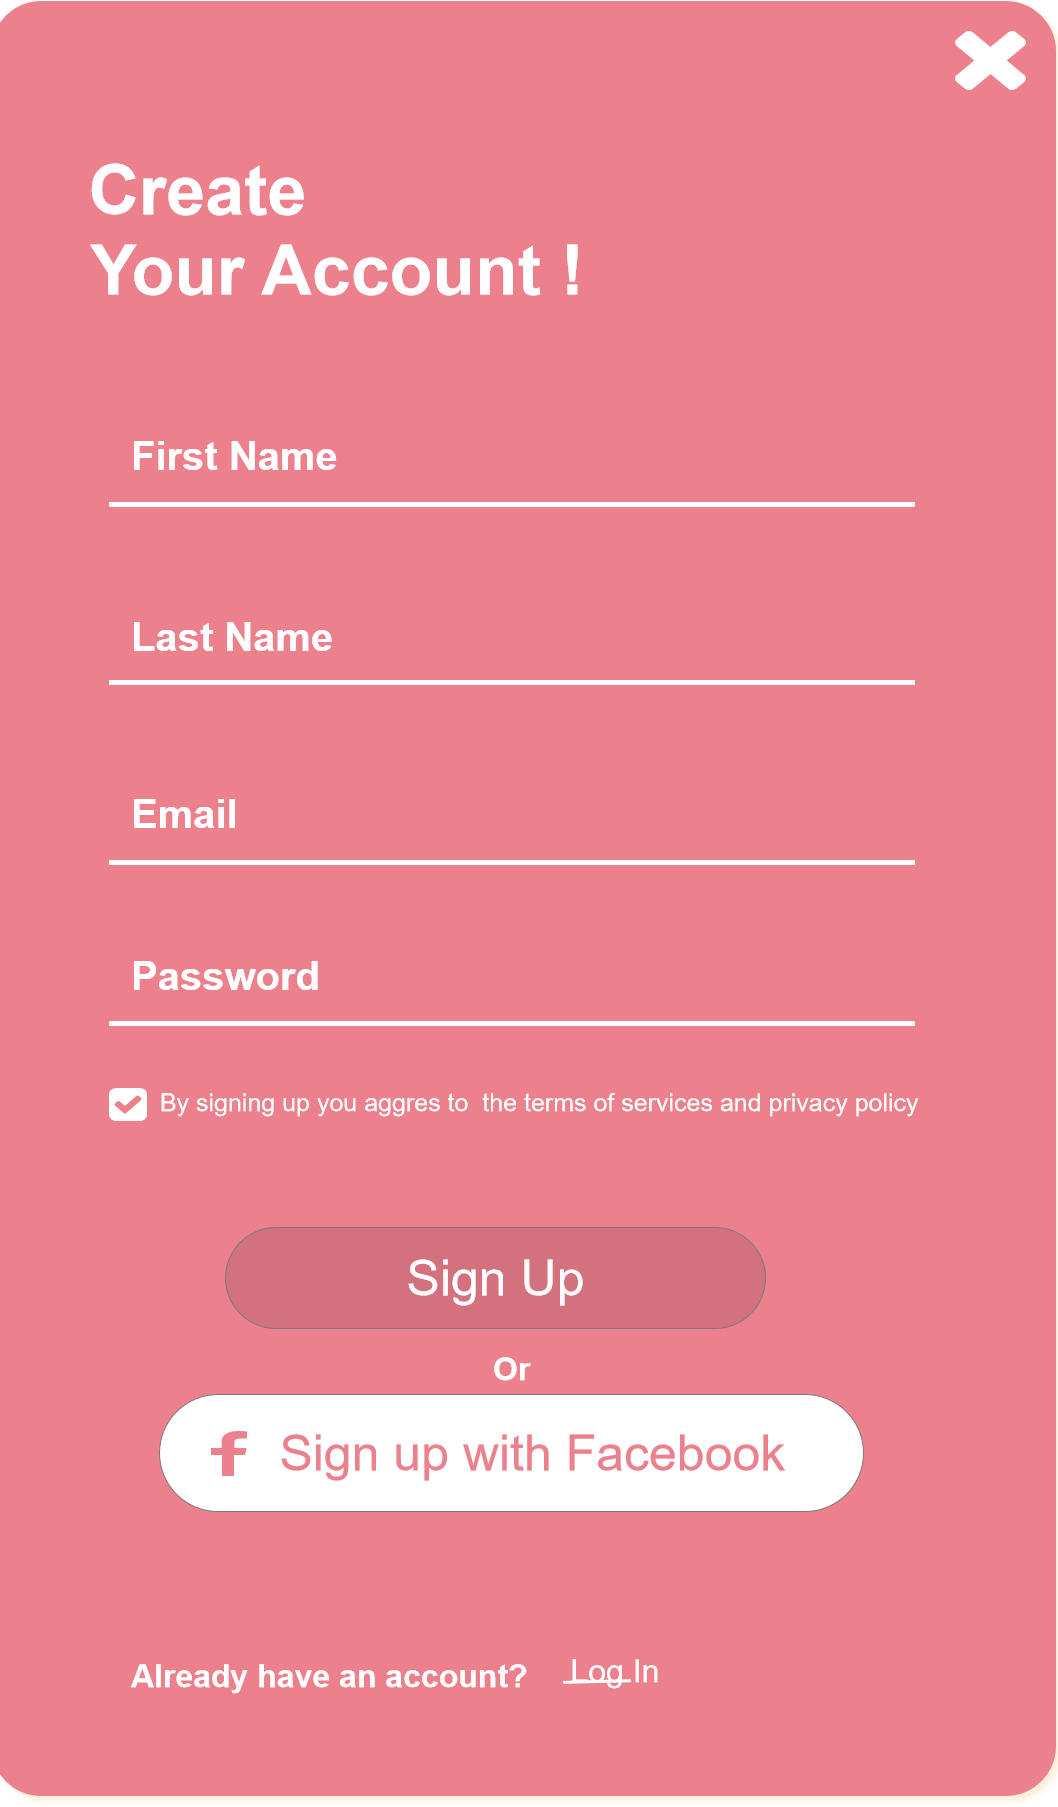 Create
Your Account !
First Name
Last Name
Email
Password
By signing up you aggres to  the terms of services and privacy policy
Sign Up
Or
f Sign up with Facebook
Already have an account? Log In